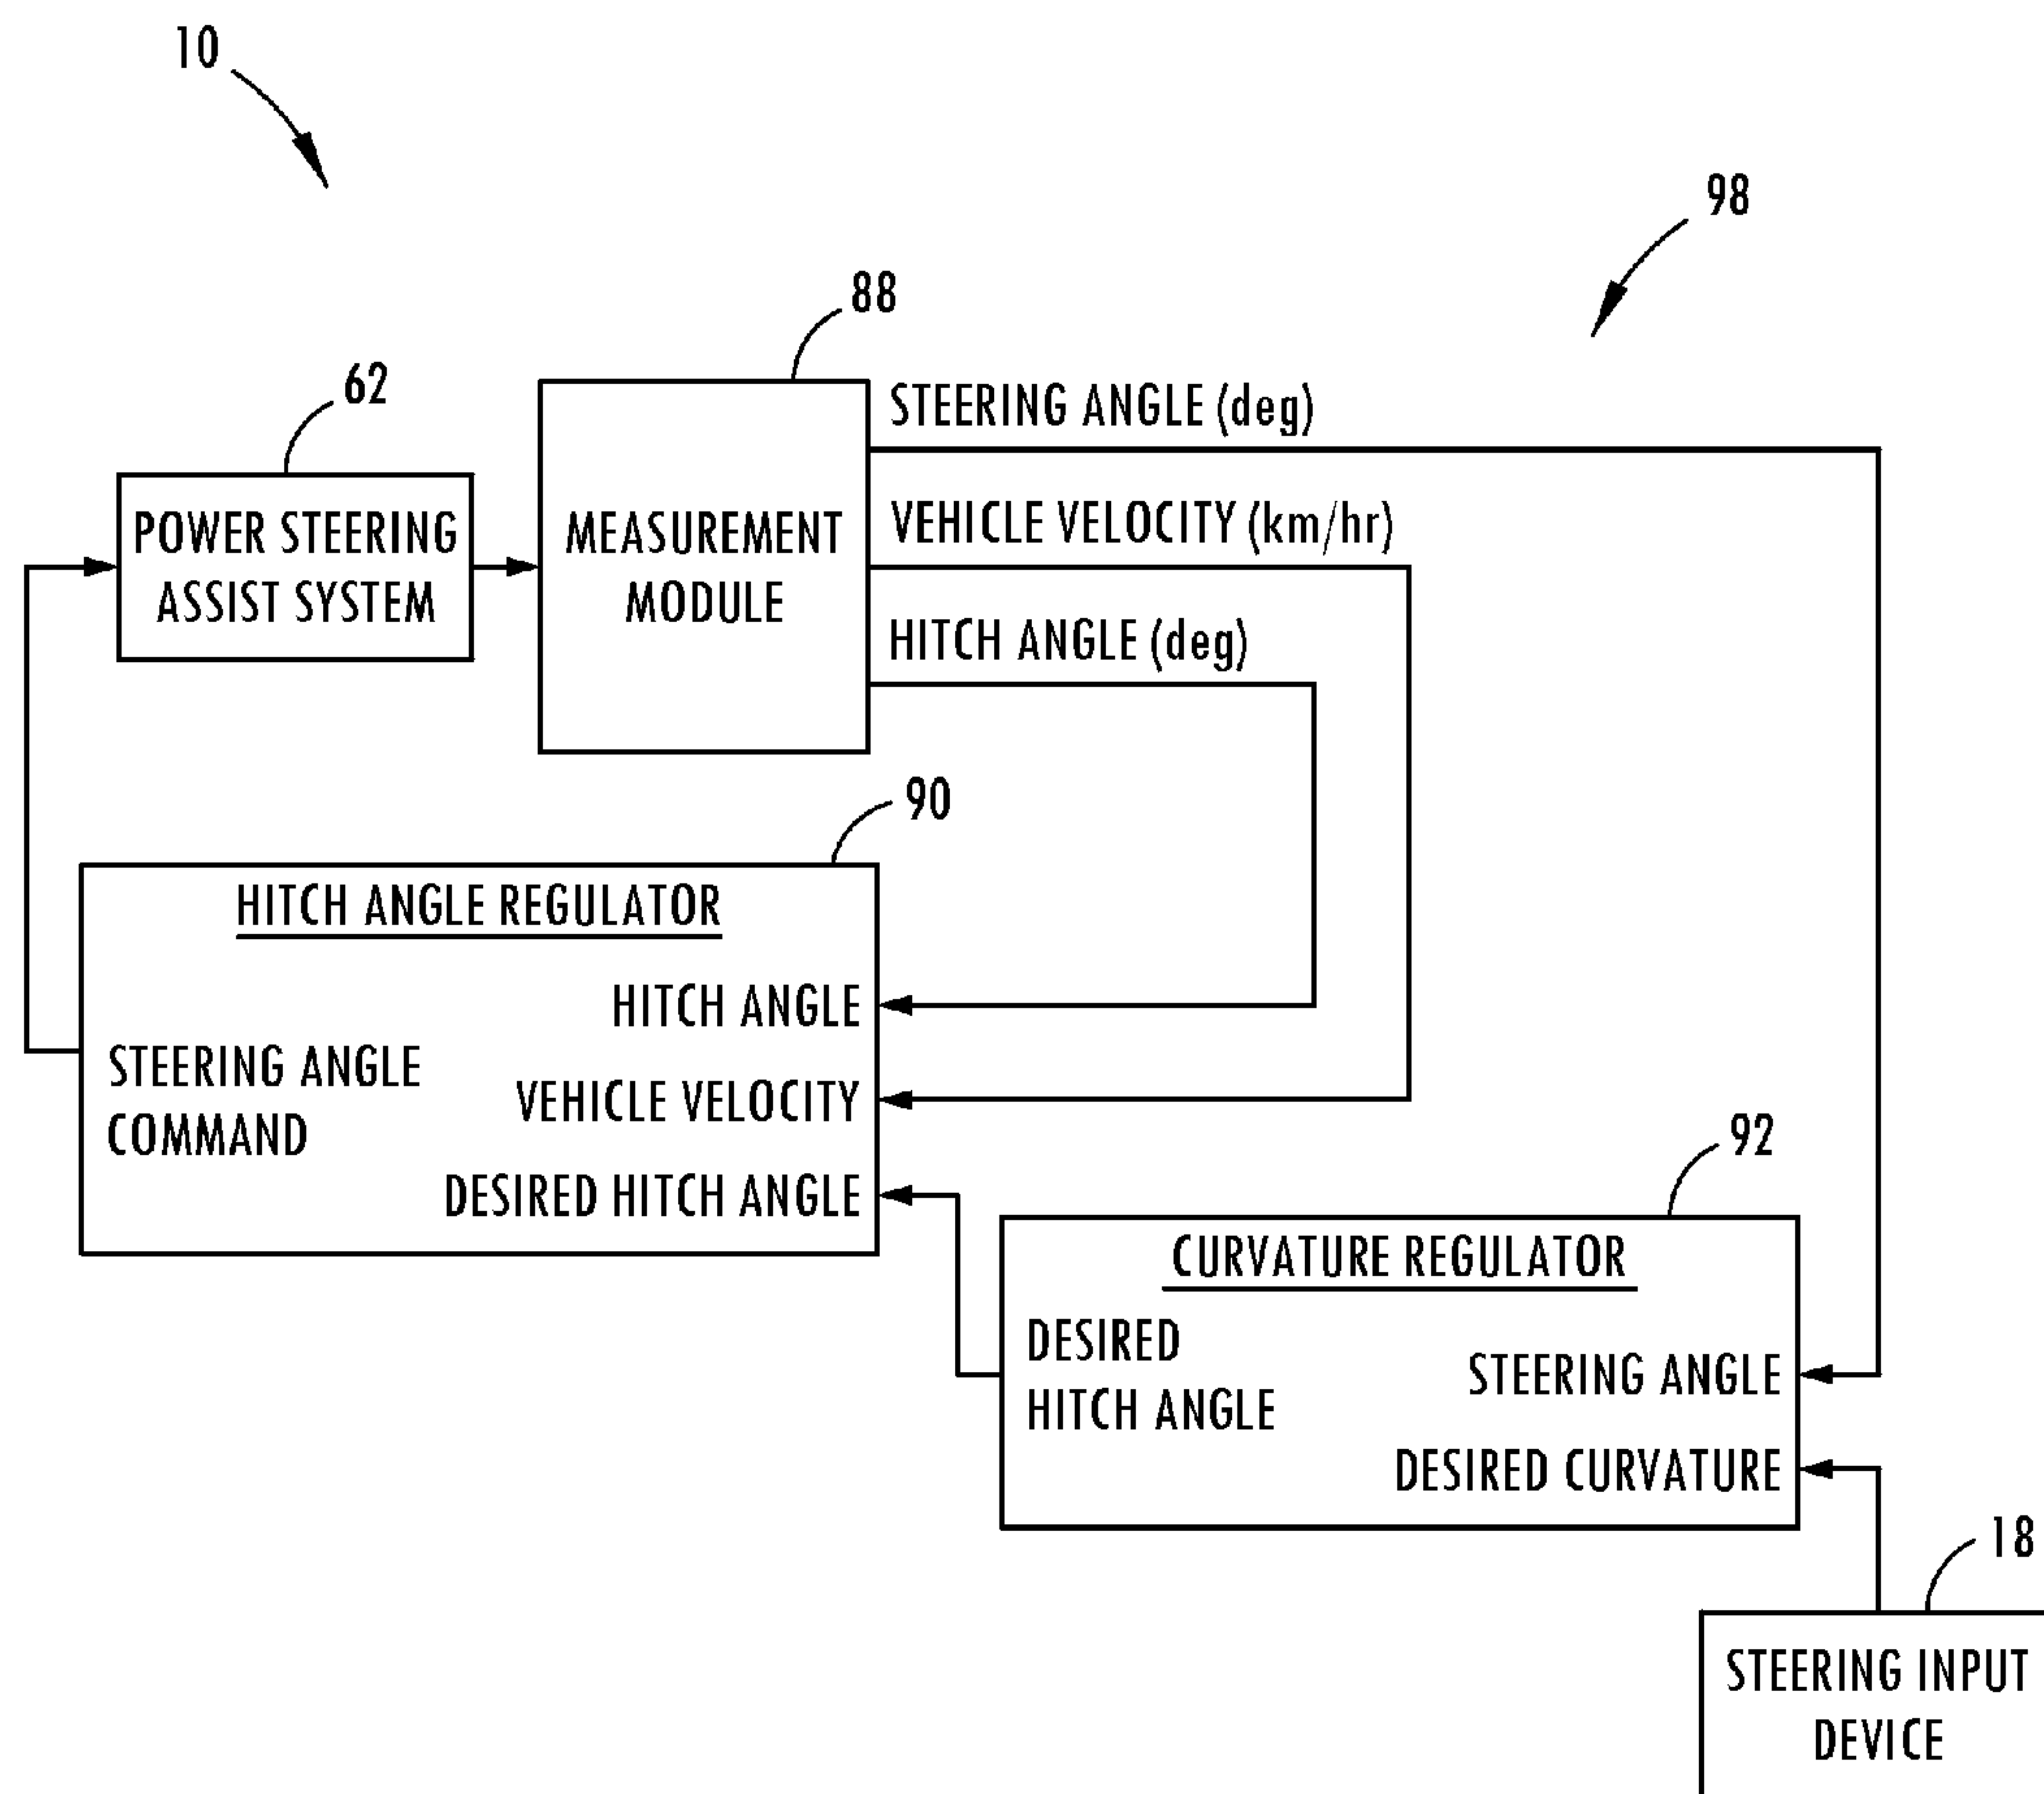 10
98
88
62
STEERING ANGLE (deg)
VEHICLE VELOCITY (km/hr)
HITCH ANGLE (deg)
POWER STEERING
ASSIST SYSTEM
MEASUREMENT
MODULE
90
HITCH ANGLE REGULATOR
HITCH ANGLE
STEERING ANGLE
COMMAND
VEHICLE VELOCITY
DESIRED HITCH ANGLE
92
CURVATURE REGULATOR
DESIRED
HITCH ANGLE
STEERING ANGLE
DESIRED CURVATURE
18
STEERING INPUT
DEVICE